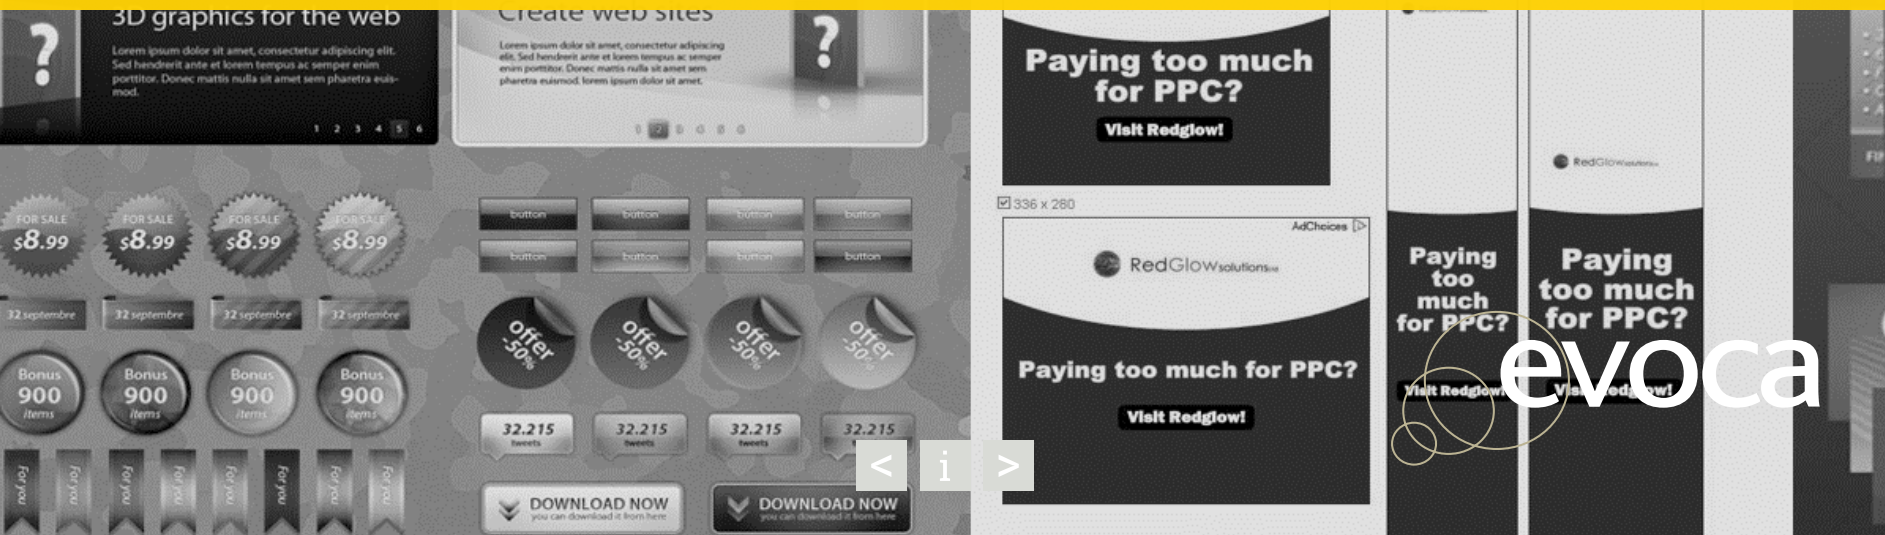 3D graphics for the web
?
Lorem ipsum dolor sit amet, consectetur adipiscing elit.
Sed hendrerit ante et lorem tempus ac semper enim
porttitor. Donec mattis nulla sit amet sem pharetra euis-
mod.
1 2 3 4 5 6
Create web sites
?
Lorem ipsum dolor sit amet, consectetur adipiscing
elit. Sed hendrerit ante et lorem tempus ac semper
enim porttitor. Donec mattis nulla sit amet sem
pharetra euismod. lorem ipsum dolor sit amet.
FOR SALE FOR SALE FOR SALE FOR SALE
$8.99 $8.99 $8.99 $8.99
32 septembre 32 septembre 32 septembre 32 septembre
Bonus Bonus Bonus Bonus
900 900 900 900
items items items items
For you For you For you For you For you For you For you For you
button button button button
button button button button
Offer Offer Offer Offer
-50% -50% -50% -50%
32.215 32.215 32.215 32.215
tweets tweets tweets tweets
DOWNLOAD NOW
you can download it from here
DOWNLOAD NOW
you can download it from here
< i >
Paying too much
for PPC?
Visit Redglow!
336 x 280
AdChoices
RedGlowsolutions
Paying too much for PPC?
Visit Redglow!
Paying
too
much
for PPC?
Visit Redglow!
RedGlowsolutions
Paying
too much
for PPC?
Visit Redglow!
evoca